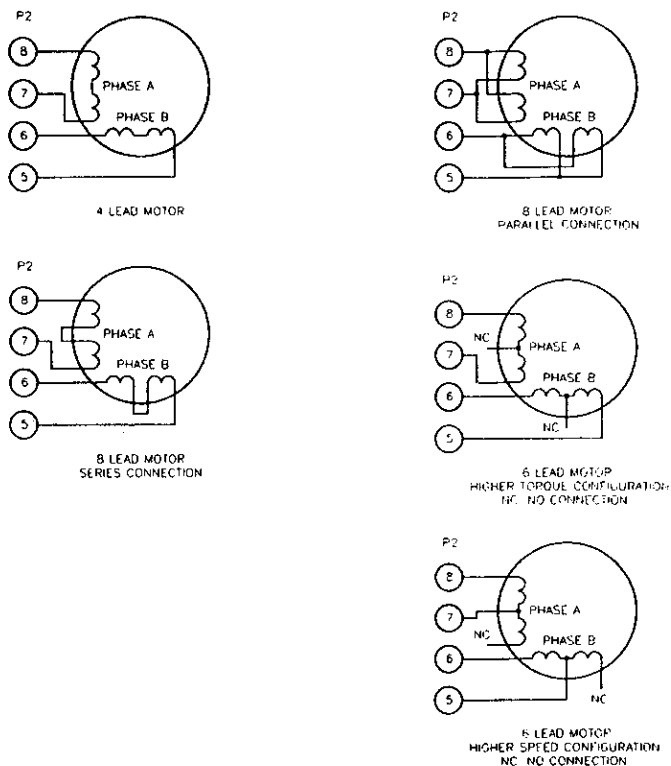 P2
8
7
6
5
PHASE A
PHASE B
4 LEAD MOTOR
P2
8
7
6
5
PHASE A
PHASE B
8 LEAD MOTOR
PARALLEL CONNECTION
P2
8
7
6
5
PHASE A
PHASE B
8 LEAD MOTOR
SERIES CONNECTION
P2
8
7
6
5
NC
PHASE A
PHASE B
NC
6 LEAD MOTOR
HIGHER TORQUE CONFIGURATION
NC NO CONNECTION
P2
8
7
6
5
PHASE A
NC
PHASE B
NC
6 LEAD MOTOR
HIGHER SPEED CONFIGURATION
NC NO CONNECTION